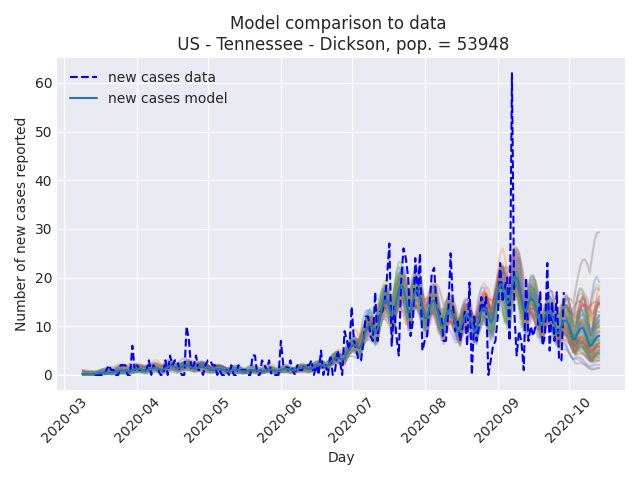 Model comparison to data
US - Tennessee - Dickson, pop. = 53948
new cases data
new cases model
Number of new cases reported
60
50
40
30
20
10
0
2020-03
2020-04
2020-05
2020-06
2020-07
2020-08
2020-09
2020-10
Day